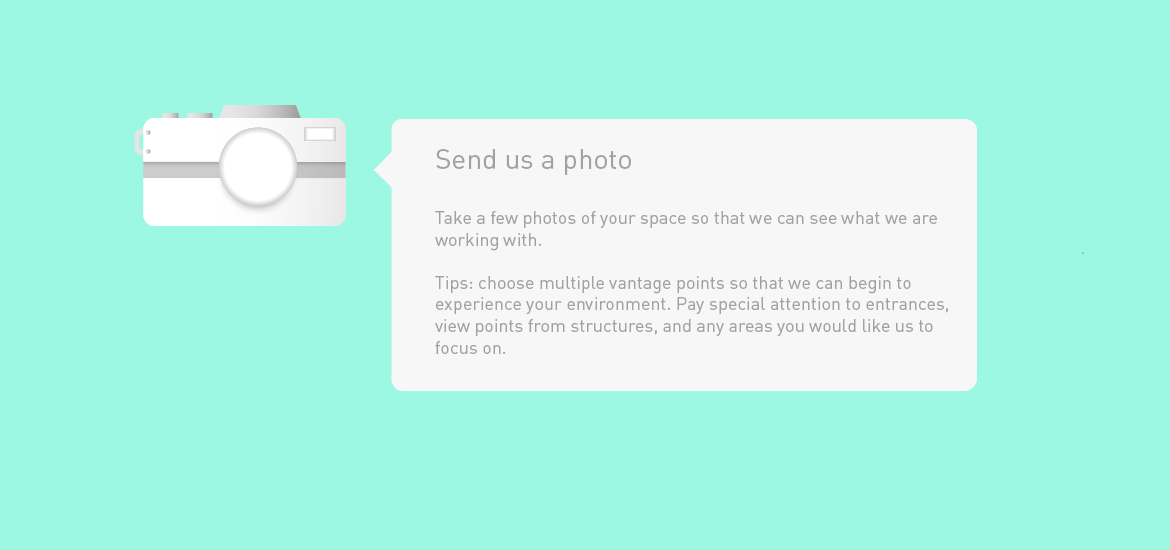 Send us a photo
Take a few photos of your space so that we can see what we are
working with.
Tips: choose multiple vantage points so that we can begin to
experience your environment. Pay special attention to entrances,
view points from structures, and any areas you would like us to
focus on.